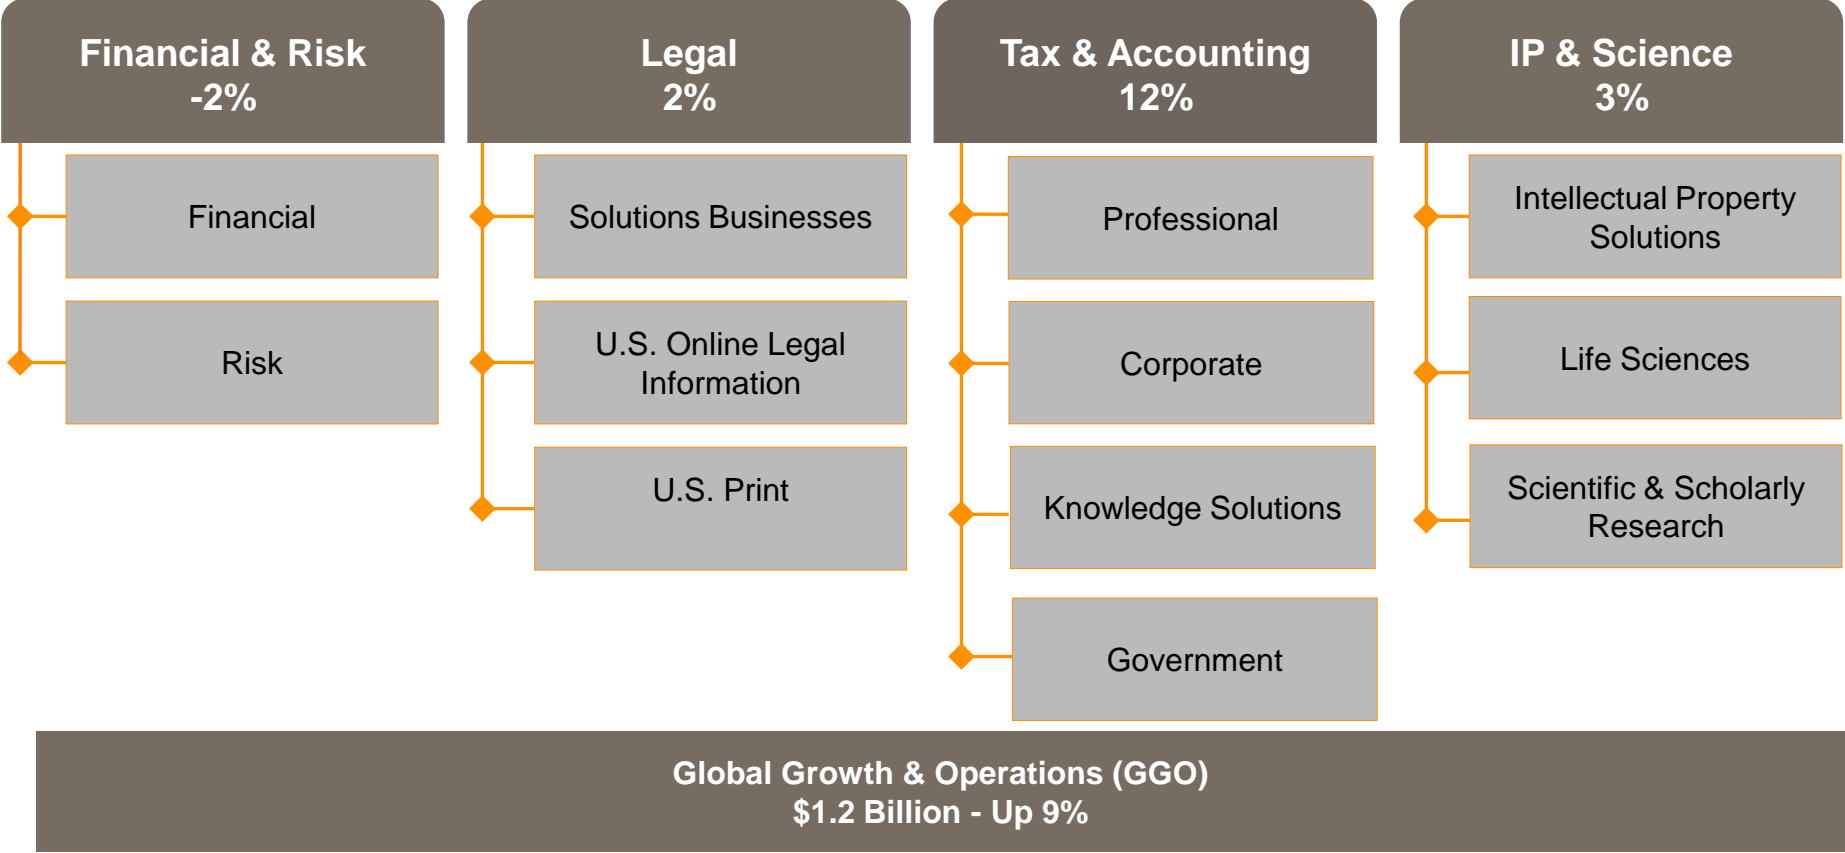 Financial & Risk
-2%
Financial
Risk
Legal
2%
Solutions Businesses
U.S. Online Legal
Information
U.S. Print
Tax & Accounting
12%
Professional
Corporate
Knowledge Solutions
Government
IP & Science
3%
Intellectual Property
Solutions
Life Sciences
Scientific & Scholarly
Research
Global Growth & Operations (GGO)
$1.2 Billion - Up 9%